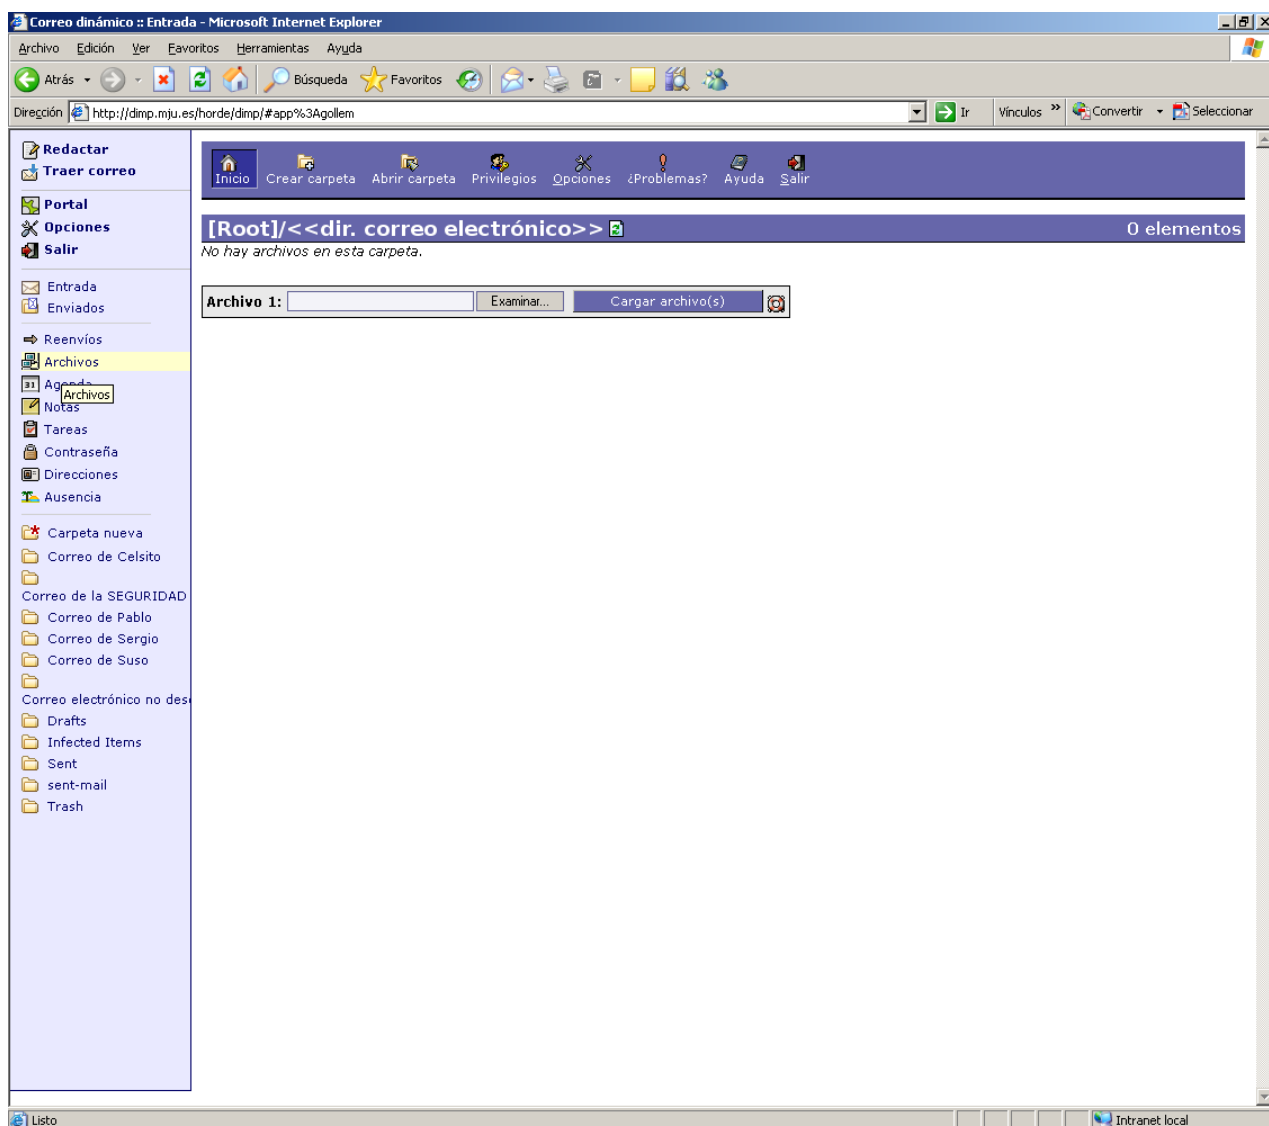 Correo dinámico :: Entrada - Microsoft Internet Explorer
Archivo Edición Ver Favoritos Herramientas Ayuda
Atrás Búsqueda Favoritos
Dirección http://dimp.mju.es/horde/dimp/#app%3Agollem Ir Vínculos » Convertir Seleccionar
Redactar
Traer correo
Portal
Opciones
Salir
Entrada
Enviados
Reenvíos
Archivos
Agenda
Archivos
Notas
Tareas
Contraseña
Direcciones
Ausencia
Carpeta nueva
Correo de Celsito
Correo de la SEGURIDAD
Correo de Pablo
Correo de Sergio
Correo de Suso
Correo electrónico no dese
Drafts
Infected Items
Sent
sent-mail
Trash
Inicio Crear carpeta Abrir carpeta Privilegios Opciones ¿Problemas? Ayuda Salir
[Root]/<<dir. correo electrónico>> 0 elementos
No hay archivos en esta carpeta.
Archivo 1: Examinar... Cargar archivo(s)
Listo Intranet local